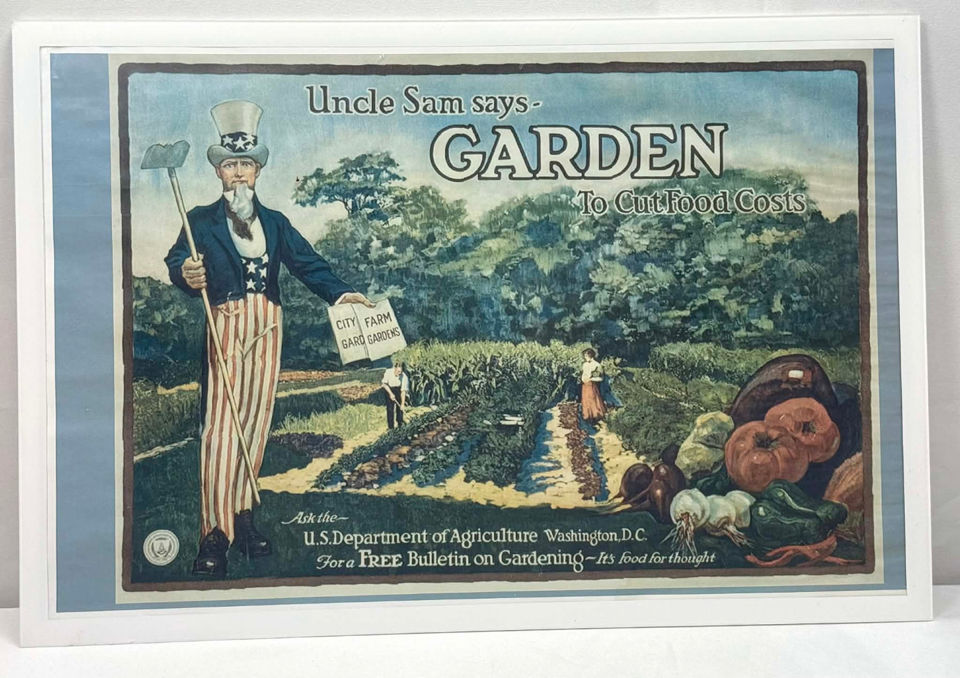 Uncle Sam says-
GARDEN
To Cut Food Costs
CITY FARM
GARD GARDENS
Ask the—
U.S. Department of Agriculture Washington, D.C.
For a FREE Bulletin on Gardening—It's food for thought